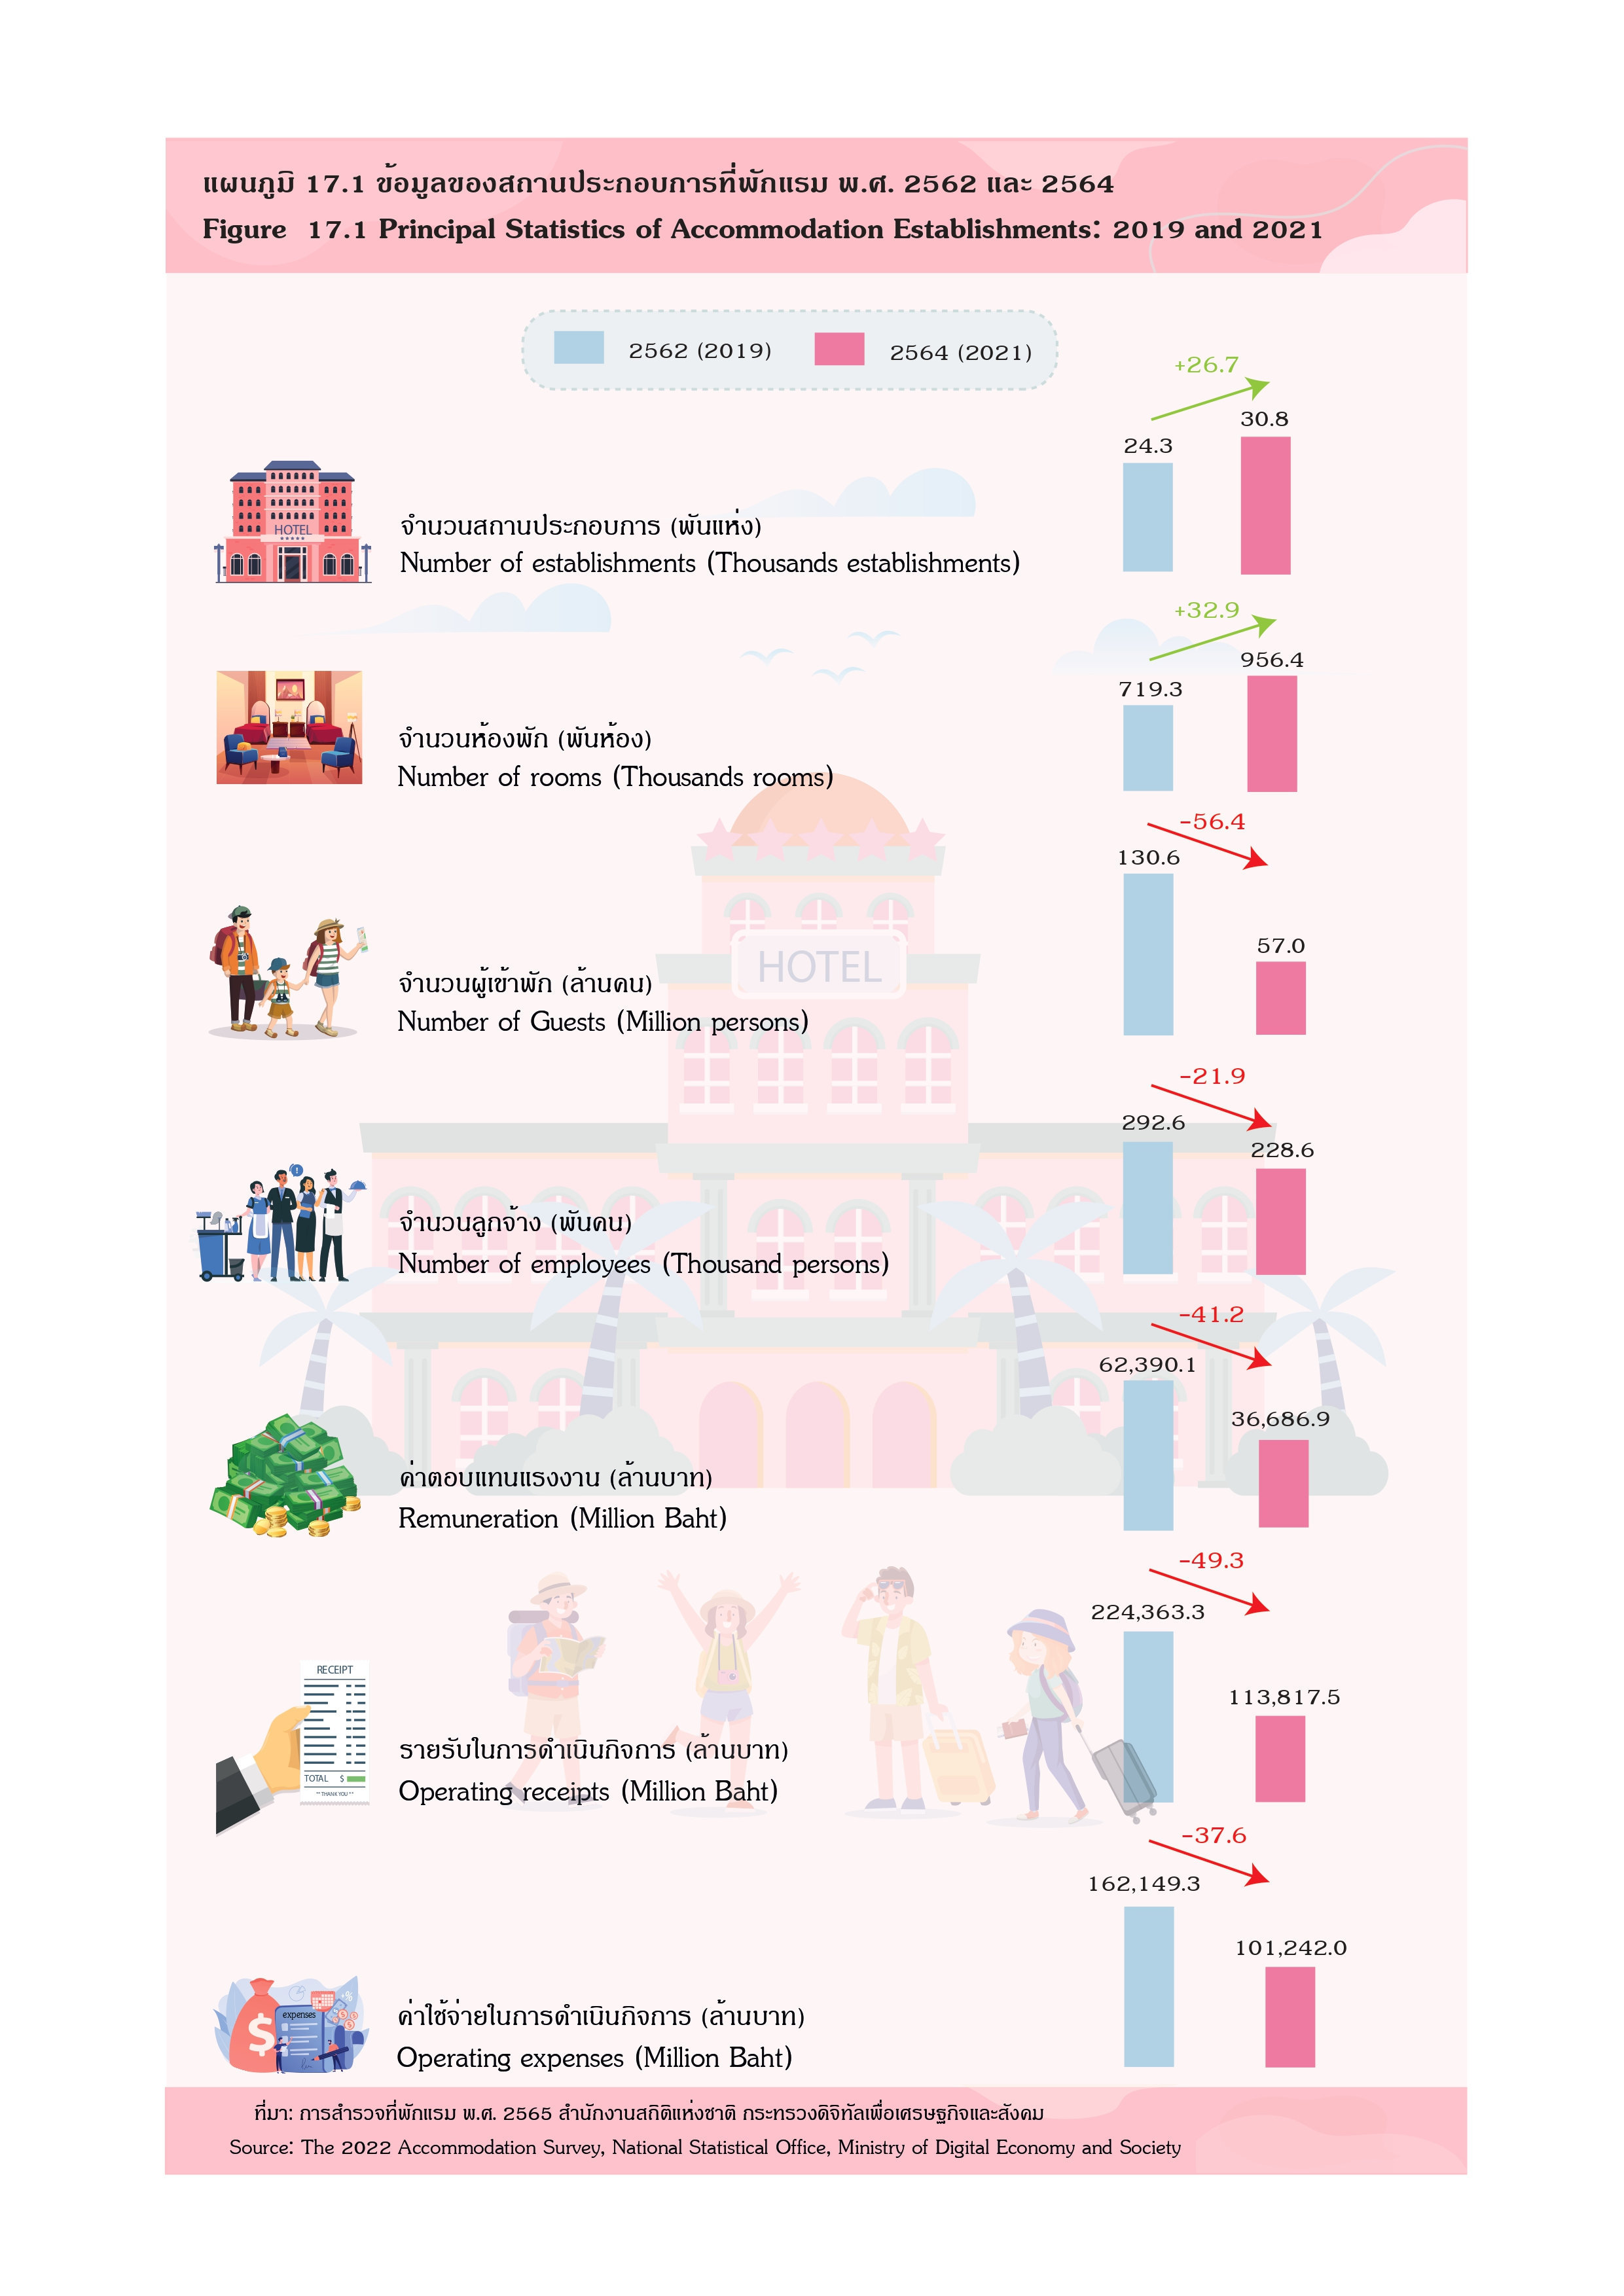 แผนภูมิ 17.1 ข้อมูลของสถานประกอบการที่พักแรม พ.ศ. 2562 และ 2564
Figure 17.1 Principal Statistics of Accommodation Establishments: 2019 and 2021
2562 (2019) 2564 (2021)
+26.7
24.3 30.8
HOTEL
จำนวนสถานประกอบการ (พันแห่ง)
Number of establishments (Thousands establishments)
+32.9
719.3 956.4
จำนวนห้องพัก (พันห้อง)
Number of rooms (Thousands rooms)
-56.4
130.6 57.0
HOTEL
จำนวนผู้เข้าพัก (ล้านคน)
Number of Guests (Million persons)
-21.9
292.6 228.6
จำนวนลูกจ้าง (พันคน)
Number of employees (Thousand persons)
-41.2
62,390.1 36,686.9
ค่าตอบแทนแรงงาน (ล้านบาท)
Remuneration (Million Baht)
-49.3
224,363.3 113,817.5
RECEIPT
TOTAL $
** THANK YOU **
รายรับในการดำเนินกิจการ (ล้านบาท)
Operating receipts (Million Baht)
-37.6
162,149.3 101,242.0
expenses
ค่าใช้จ่ายในการดำเนินกิจการ (ล้านบาท)
Operating expenses (Million Baht)
ที่มา: การสำรวจที่พักแรม พ.ศ. 2565 สำนักงานสถิติแห่งชาติ กระทรวงดิจิทัลเพื่อเศรษฐกิจและสังคม
Source: The 2022 Accommodation Survey, National Statistical Office, Ministry of Digital Economy and Society